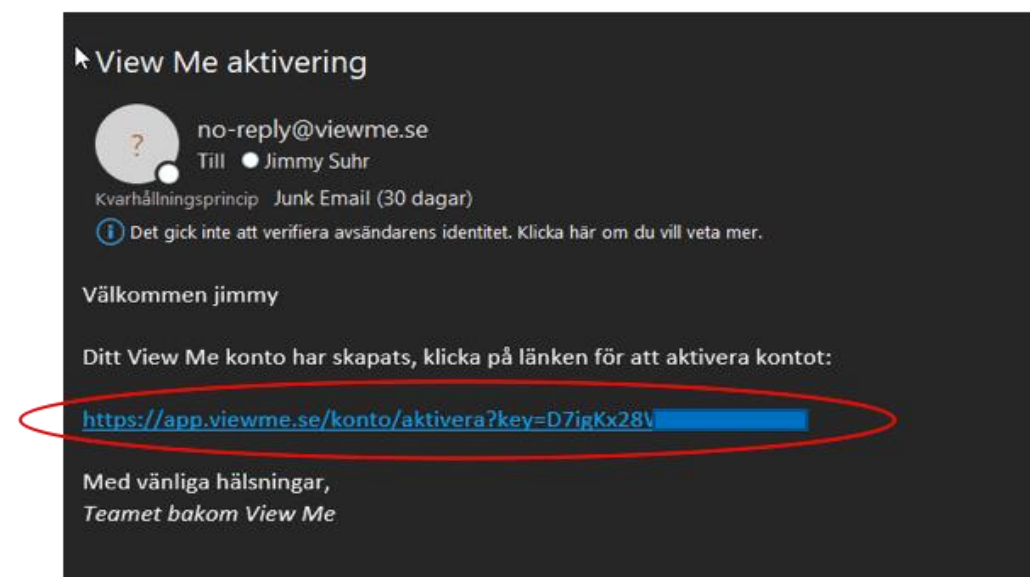 View Me aktivering
?
no-reply@viewme.se
Till Jimmy Suhr
Kvarhållningsprincip Junk Email (30 dagar)
i Det gick inte att verifiera avsändarens identitet. Klicka här om du vill veta mer.
Välkommen jimmy
Ditt View Me konto har skapats, klicka på länken för att aktivera kontot:
https://app.viewme.se/konto/aktivera?key=D7igKx28
Med vänliga hälsningar,
Teamet bakom View Me